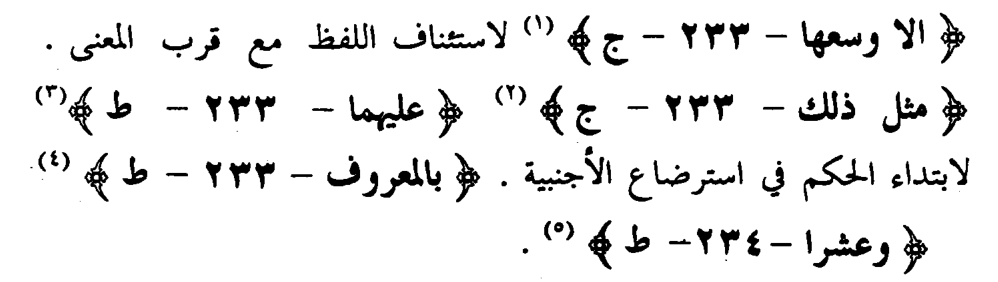 ﴿ الا وسعها – ٢٣٣ – ج ﴾ (١) لاستئناف اللفظ مع قرب المعنى .
﴿ مثل ذلك – ٢٣٣ – ج ﴾ (٢) ﴿ عليهما – ٢٣٣ – ط ﴾ (٣)
لابتداء الحكم في استرضاع الأجنبية . ﴿ بالمعروف – ٢٣٣ – ط ﴾ (٤)
﴿ وعشرا – ٢٣٤ – ط ﴾ (٥) .